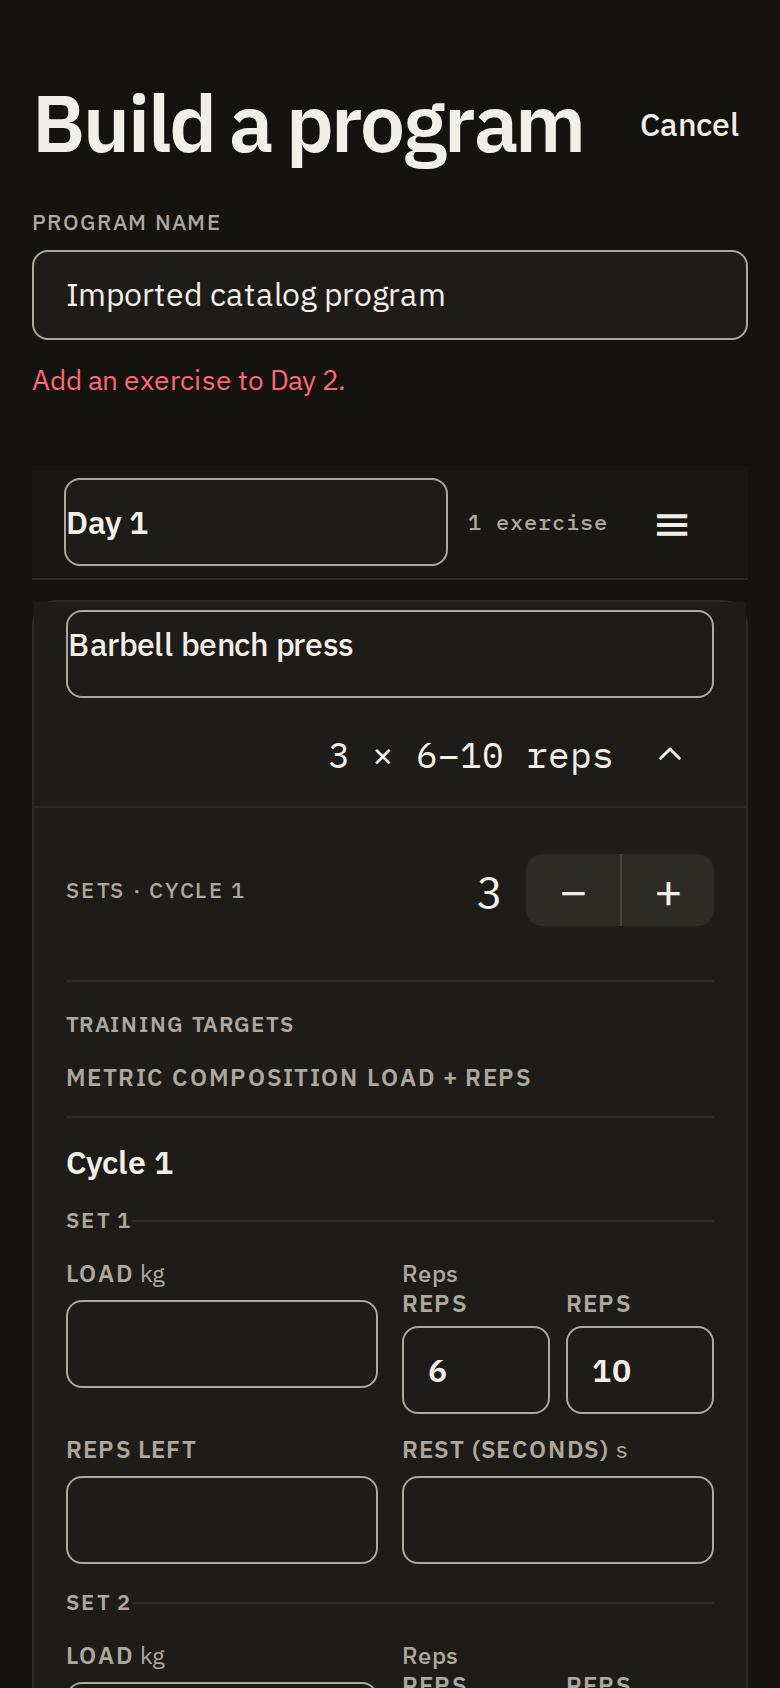 Build a program
Cancel
PROGRAM NAME
Imported catalog program
Add an exercise to Day 2.
Day 1
1 exercise
Barbell bench press
3 × 6–10 reps
SETS · CYCLE 1
3
− +
TRAINING TARGETS
METRIC COMPOSITION LOAD + REPS
Cycle 1
SET 1
LOAD kg
Reps
REPS REPS
6 10
REPS LEFT
REST (SECONDS) s
SET 2
LOAD kg
Reps
REPS REPS